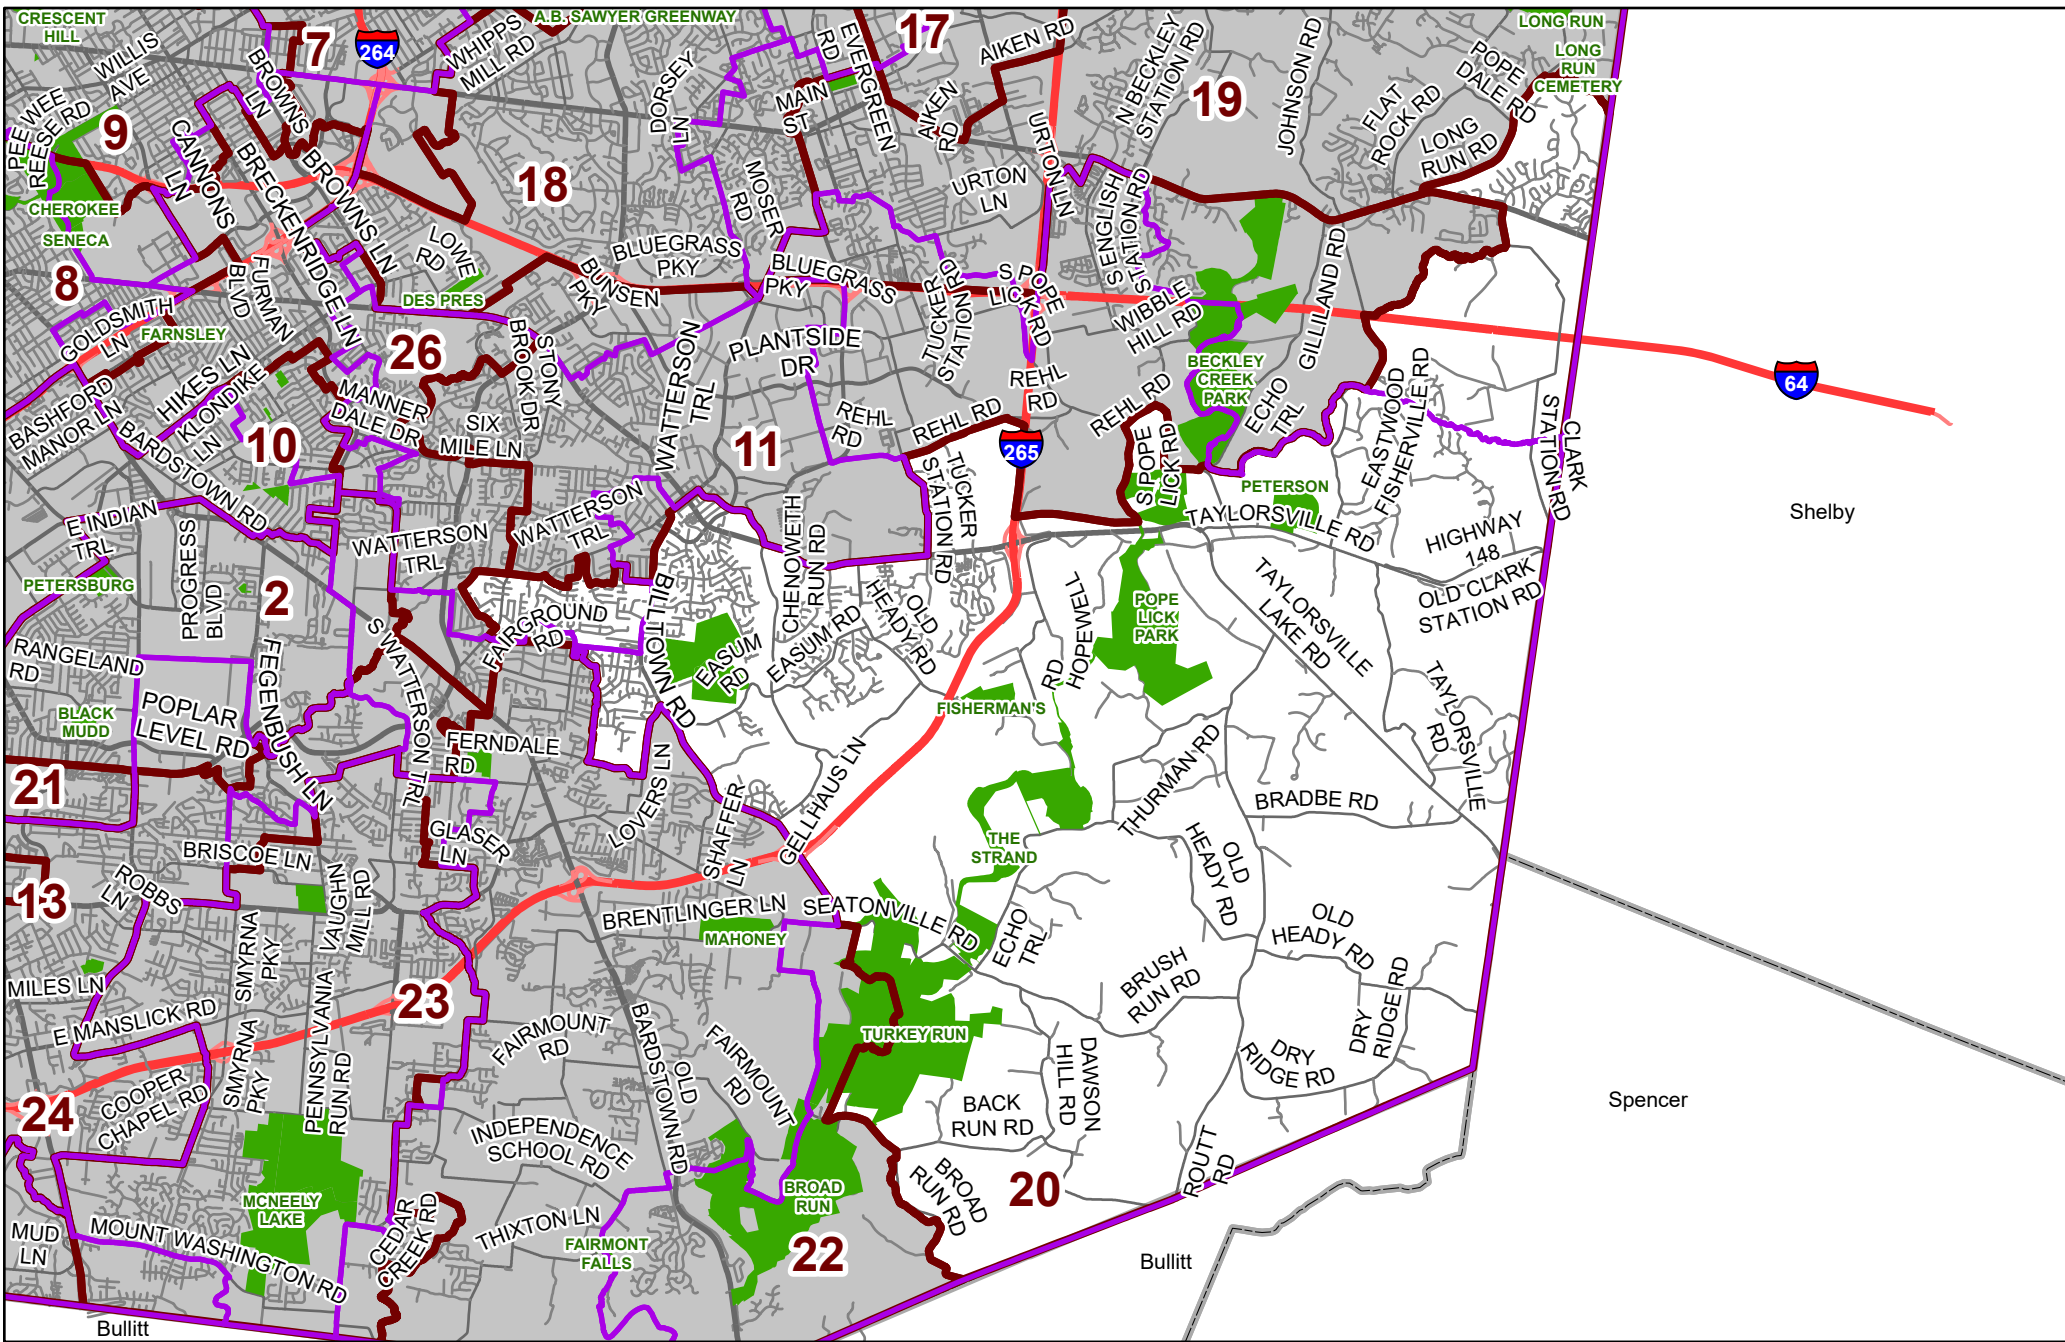 CRESCENT
HILL
WILLIS
AVE
7
264
BROWNS
LN
WHIPPS
MILL RD
A.B. SAWYER GREENWAY
DORSEY
LN
17
EVERGREEN
RD
AIKEN RD
AIKEN
RD
MAIN
ST
N BECKLEY
STATION RD
19
JOHNSON RD
FLAT
ROCK RD
POPE
DALE RD
LONG
RUN RD
LONG RUN
LONG
RUN
CEMETERY
PEE WEE
REESE RD
9
CANNONS
LN
BRECKENRIDGE LN
BROWNS LN
18
MOSER
RD
URTON
LN
URTON LN
S ENGLISH
STATION RD
CHEROKEE
SENECA
8
LOWE
RD
DES PRES
BLUEGRASS
PKY
BUNSEN
PKY
BLUEGRASS
PKY
TUCKER
STATION RD
S POPE
LICK RD
WIBBLE
HILL RD
GILLILAND RD
64
FURMAN
BLVD
GOLDSMITH
LN
FARNSLEY
26
STONY
BROOK DR
WATTERSON
TRL
PLANTSIDE
DR
REHL
RD
BECKLEY
CREEK
PARK
ECHO
TRL
EASTWOOD
FISHERVILLE RD
CLARK
STATION RD
HIKES LN
KLONDIKE
LN
BASHFORD
MANOR LN
BARDSTOWN RD
10
MANNER
DALE DR
SIX
MILE LN
11
REHL
RD
REHL RD
265
REHL RD
S POPE
LICK RD
PETERSON
TAYLORSVILLE RD
HIGHWAY
148
OLD CLARK
STATION RD
Shelby
E INDIAN
TRL
PROGRESS
BLVD
WATTERSON
TRL
WATTERSON
TRL
CHENOWETH
RUN RD
TUCKER
STATION RD
PETERSBURG
2
BILLTOWN RD
FAIRGROUND
RD
EASUM
RD
EASUM RD
OLD
HEADY RD
HOPEWELL
RD
POPE
LICK
PARK
TAYLORSVILLE
LAKE RD
TAYLORSVILLE
RD
RANGELAND
RD
FEGENBUSH LN
S WATTERSON TRL
BLACK
MUDD
POPLAR
LEVEL RD
FERNDALE
RD
FISHERMAN'S
21
LOVERS LN
SHAFFER
LN
GELLHAUS LN
THURMAN RD
BRADBE RD
GLASER
LN
BRISCOE LN
THE
STRAND
OLD
HEADY RD
13
ROBBS
LN
SMYRNA
PKY
VAUGHN
MILL RD
BRENTLINGER LN
MAHONEY
SEATONVILLE RD
ECHO
TRL
OLD
HEADY RD
MILES LN
E MANSLICK RD
23
BRUSH
RUN RD
DRY
RIDGE RD
DRY
RIDGE RD
FAIRMOUNT
RD
FAIRMOUNT
RD
TURKEY RUN
24
COOPER
CHAPEL RD
SMYRNA
PKY
PENNSYLVANIA
RUN RD
OLD
BARDSTOWN RD
INDEPENDENCE
SCHOOL RD
BACK
RUN RD
DAWSON
HILL RD
Spencer
MCNEELY
LAKE
CEDAR
CREEK RD
THIXTON LN
FAIRMONT
FALLS
BROAD
RUN
22
BROAD
RUN RD
20
ROUTT
RD
MUD
LN
MOUNT WASHINGTON RD
Bullitt
Bullitt